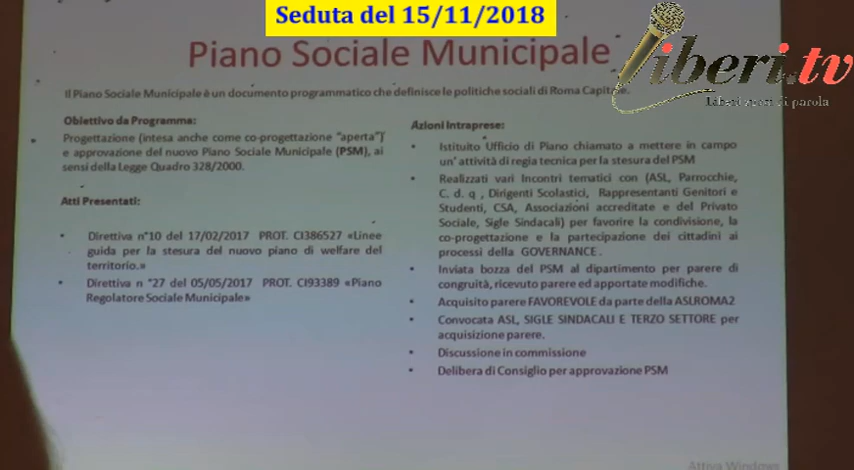 Seduta del 15/11/2018
Piano Sociale Municipale
liberi.tv
Liberi spazi di parola
Il Piano Sociale Municipale è un documento programmatico che definisce le politiche sociali di Roma Capitale.
Obiettivo da Programma:
Progettazione (intesa anche come co-progettazione "aperta")
e approvazione del nuovo Piano Sociale Municipale (PSM), ai
sensi della Legge Quadro 328/2000.
Atti Presentati:
• Direttiva n°10 del 17/02/2017 PROT. CI386527 «Linee
guida per la stesura del nuovo piano di welfare del
territorio.»
• Direttiva n °27 del 05/05/2017 PROT. CI93389 «Piano
Regolatore Sociale Municipale»
Azioni Intraprese:
• Istituito Ufficio di Piano chiamato a mettere in campo
un' attività di regia tecnica per la stesura del PSM
• Realizzati vari Incontri tematici con (ASL, Parrocchie,
C. d. q , Dirigenti Scolastici, Rappresentanti Genitori e
Studenti, CSA, Associazioni accreditate e del Privato
Sociale, Sigle Sindacali) per favorire la condivisione, la
co-progettazione e la partecipazione dei cittadini ai
processi della GOVERNANCE.
• Inviata bozza del PSM al dipartimento per parere di
congruità, ricevuto parere ed apportate modifiche.
• Acquisito parere FAVOREVOLE da parte della ASLROMA2
• Convocata ASL, SIGLE SINDACALI E TERZO SETTORE per
acquisizione parere.
• Discussione in commissione
• Delibera di Consiglio per approvazione PSM
Attiva Windows